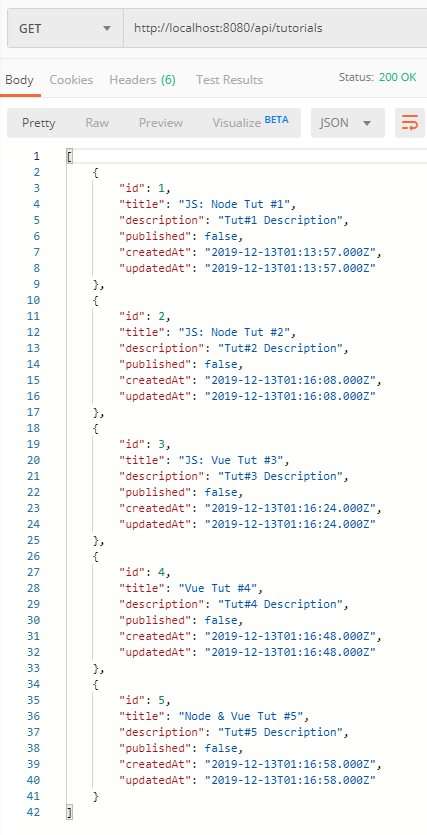 GET http://localhost:8080/api/tutorials
Body Cookies Headers (6) Test Results Status: 200 OK
Pretty Raw Preview Visualize BETA JSON
1 [
2 {
3 "id": 1,
4 "title": "JS: Node Tut #1",
5 "description": "Tut#1 Description",
6 "published": false,
7 "createdAt": "2019-12-13T01:13:57.000Z",
8 "updatedAt": "2019-12-13T01:13:57.000Z"
9 },
10 {
11 "id": 2,
12 "title": "JS: Node Tut #2",
13 "description": "Tut#2 Description",
14 "published": false,
15 "createdAt": "2019-12-13T01:16:08.000Z",
16 "updatedAt": "2019-12-13T01:16:08.000Z"
17 },
18 {
19 "id": 3,
20 "title": "JS: Vue Tut #3",
21 "description": "Tut#3 Description",
22 "published": false,
23 "createdAt": "2019-12-13T01:16:24.000Z",
24 "updatedAt": "2019-12-13T01:16:24.000Z"
25 },
26 {
27 "id": 4,
28 "title": "Vue Tut #4",
29 "description": "Tut#4 Description",
30 "published": false,
31 "createdAt": "2019-12-13T01:16:48.000Z",
32 "updatedAt": "2019-12-13T01:16:48.000Z"
33 },
34 {
35 "id": 5,
36 "title": "Node & Vue Tut #5",
37 "description": "Tut#5 Description",
38 "published": false,
39 "createdAt": "2019-12-13T01:16:58.000Z",
40 "updatedAt": "2019-12-13T01:16:58.000Z"
41 }
42 ]